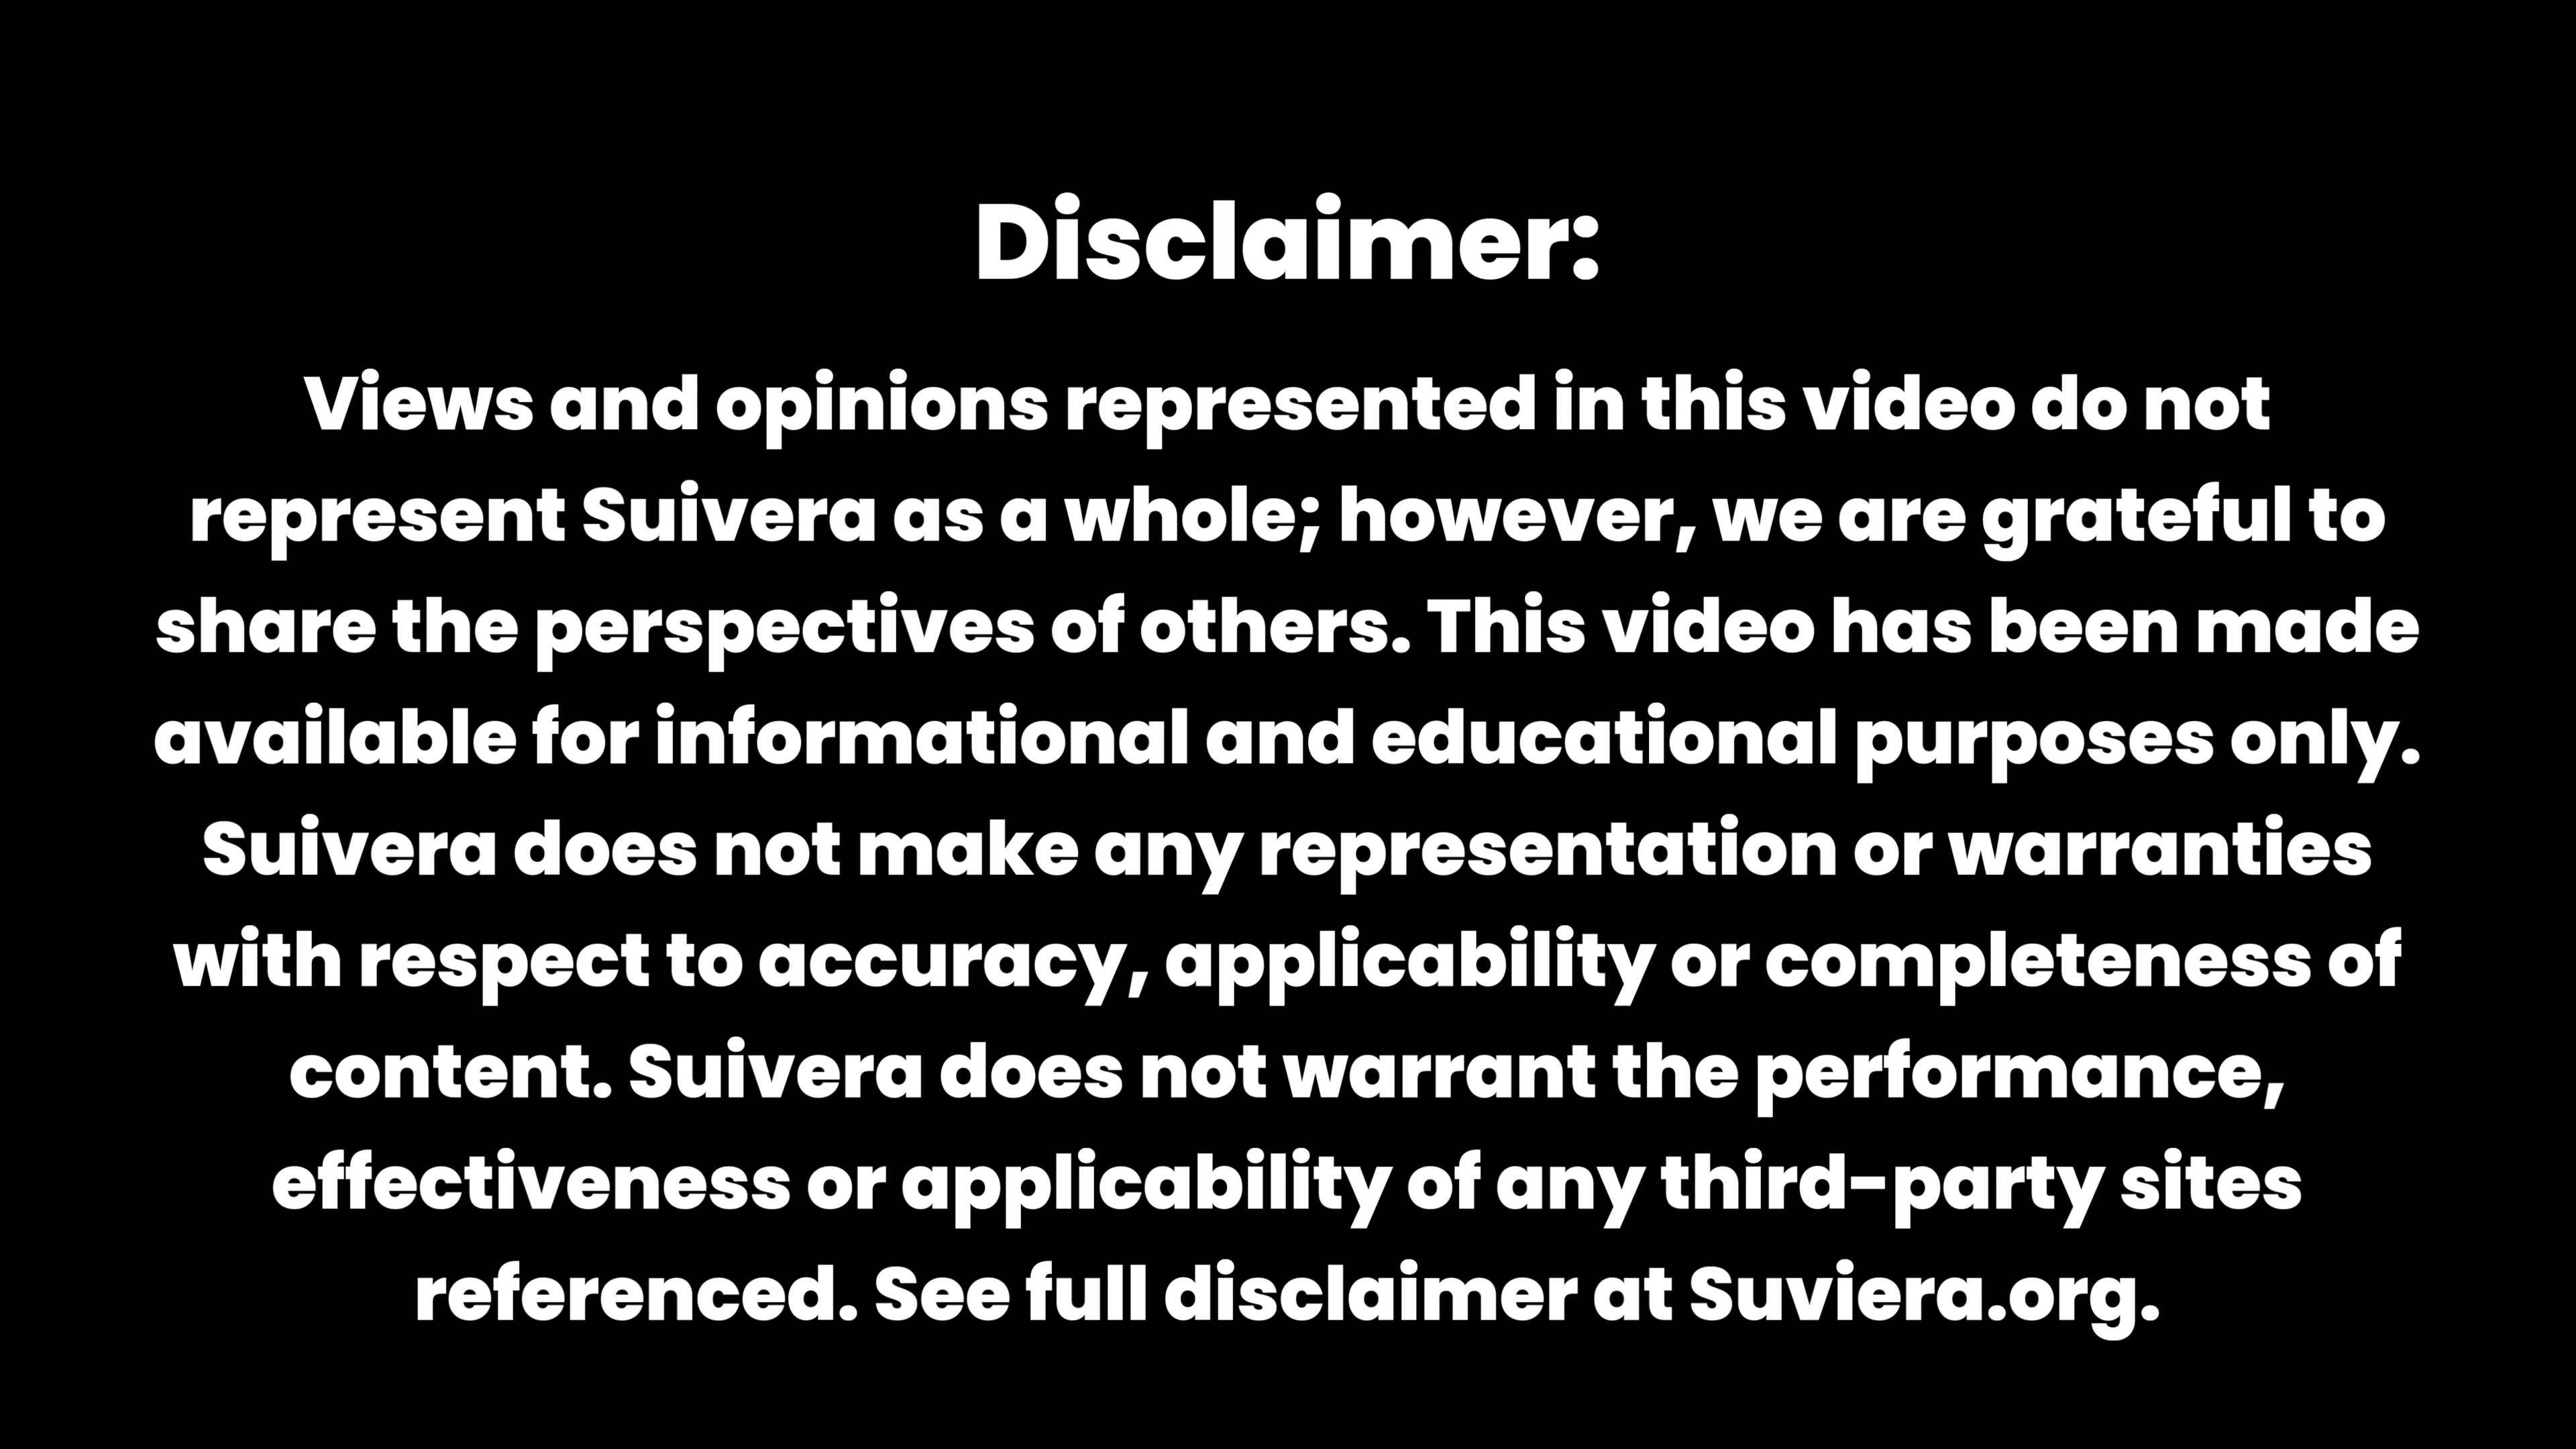 Disclaimer:
Views and opinions represented in this video do not
represent Suivera as a whole; however, we are grateful to
share the perspectives of others. This video has been made
available for informational and educational purposes only.
Suivera does not make any representation or warranties
with respect to accuracy, applicability or completeness of
content. Suivera does not warrant the performance,
effectiveness or applicability of any third-party sites
referenced. See full disclaimer at Suviera.org.